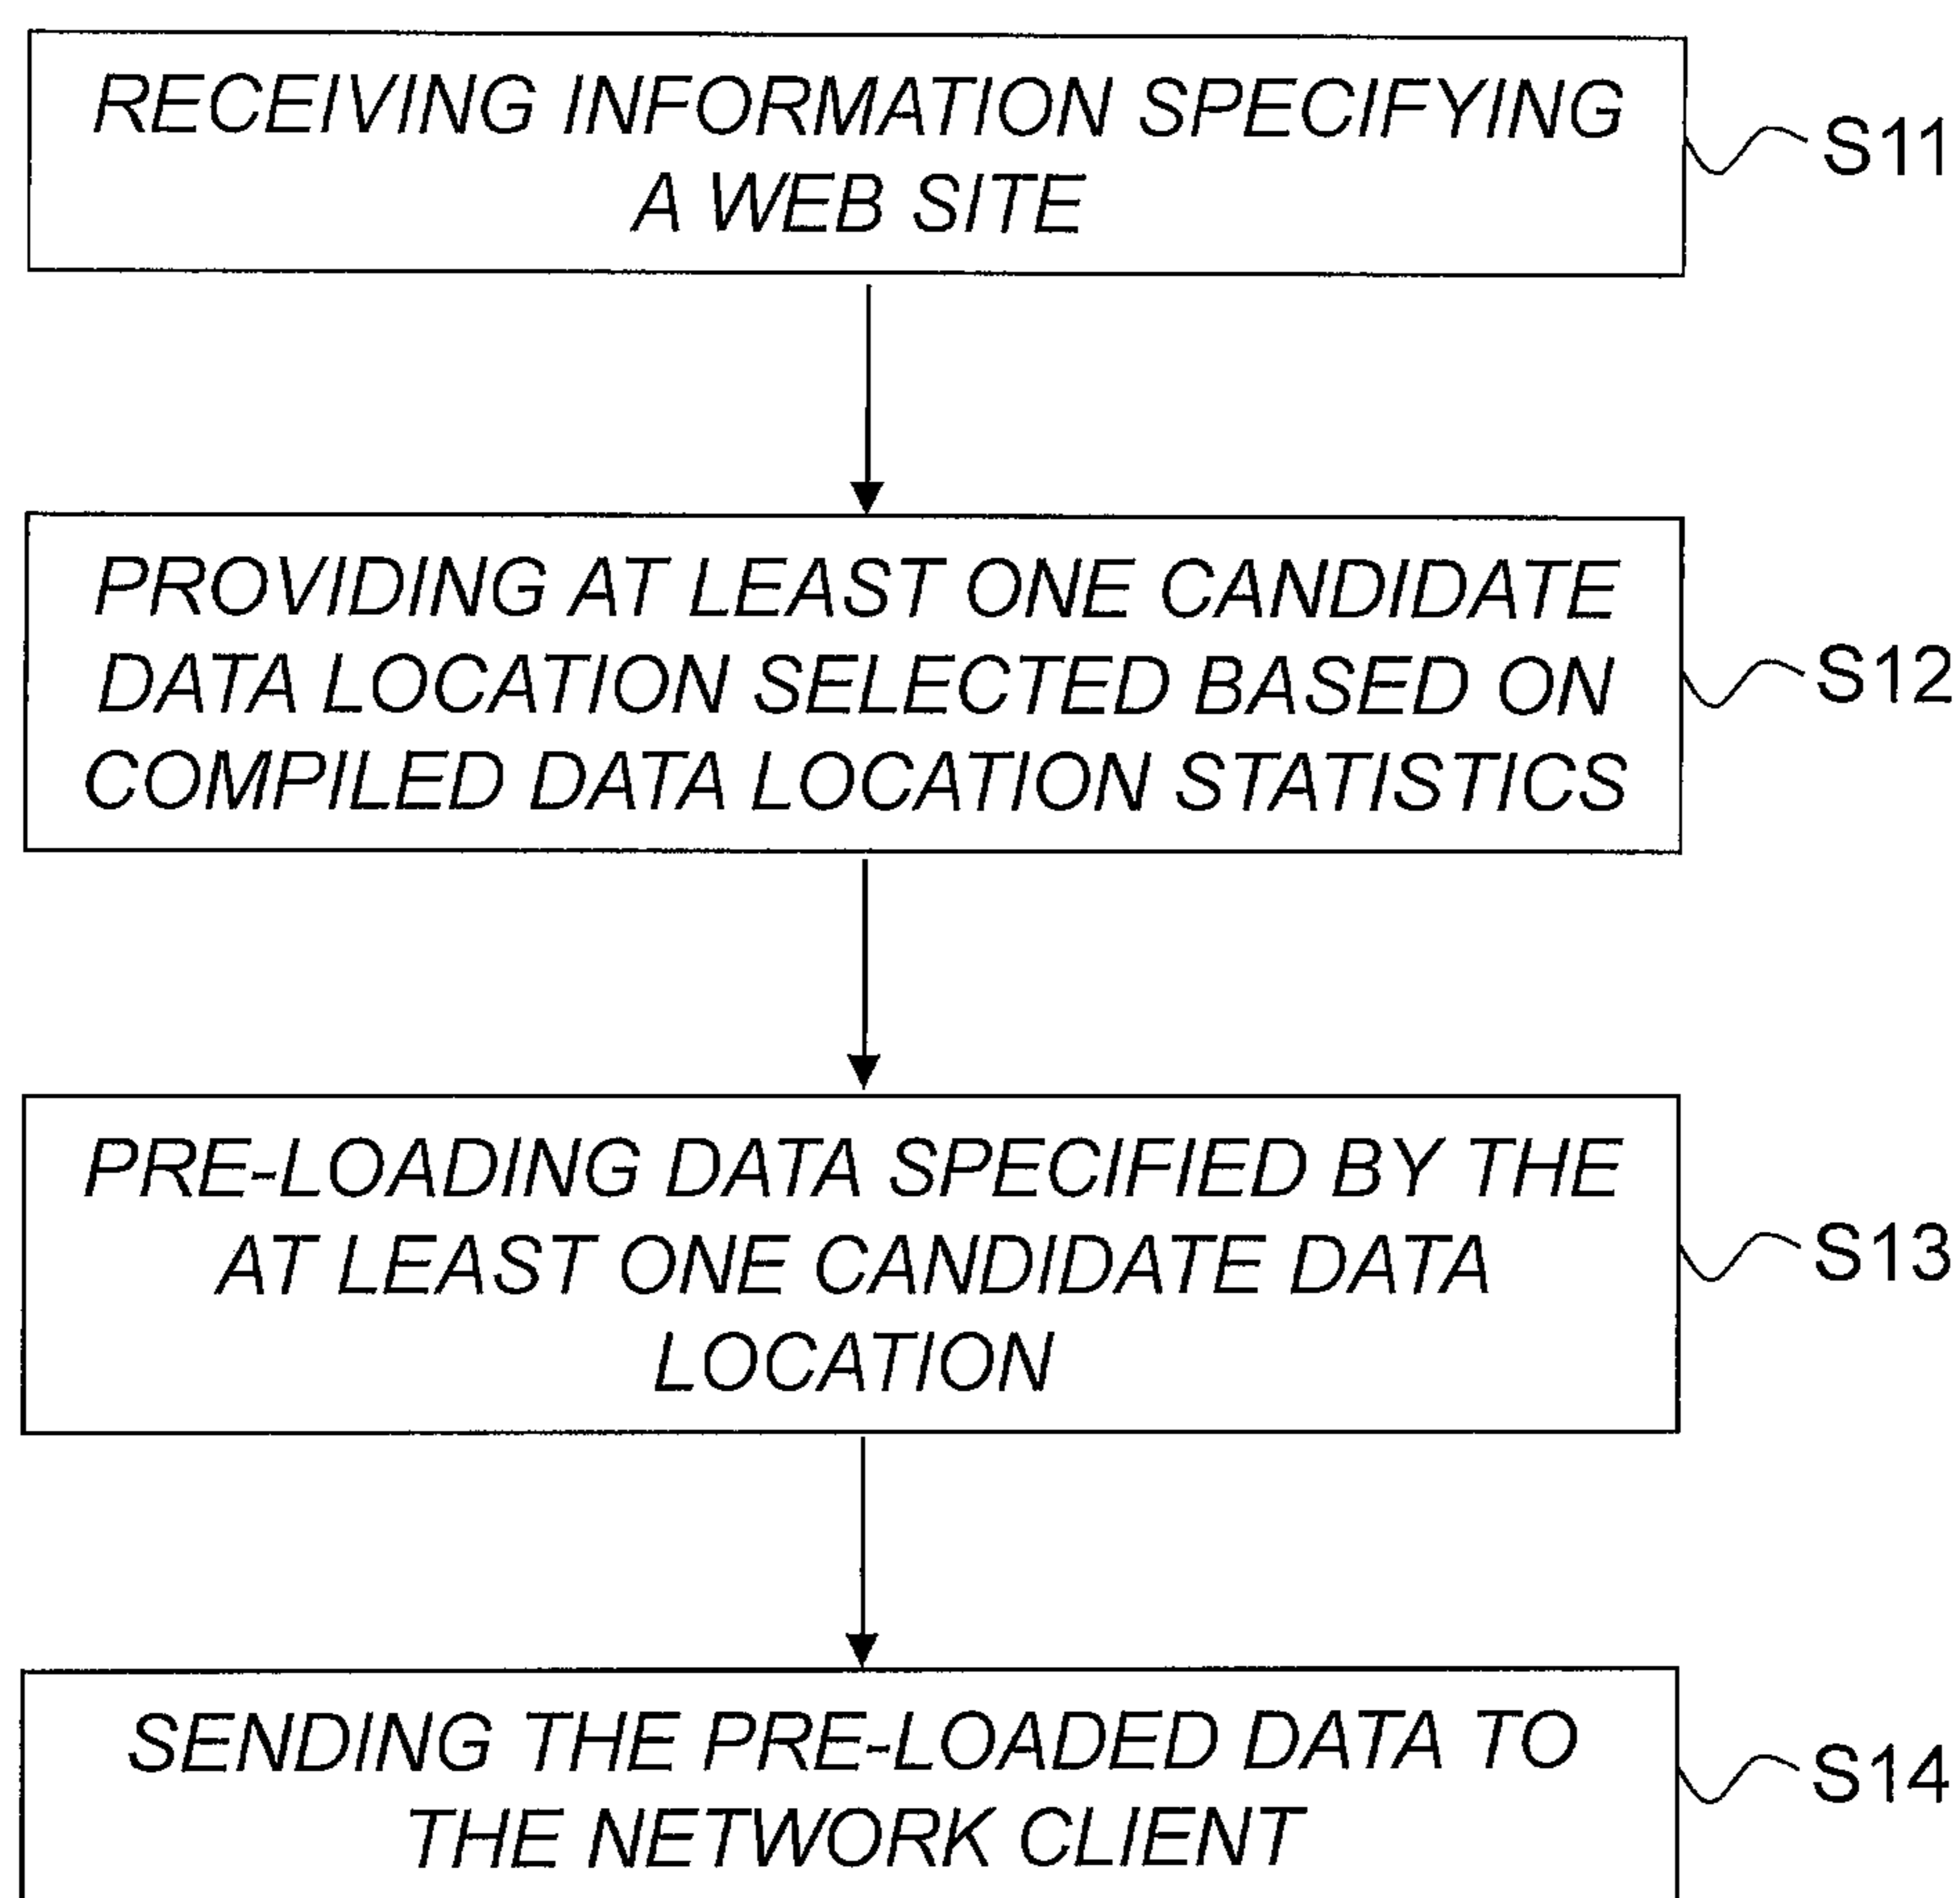 RECEIVING INFORMATION SPECIFYING
A WEB SITE
S11
PROVIDING AT LEAST ONE CANDIDATE
DATA LOCATION SELECTED BASED ON
COMPILED DATA LOCATION STATISTICS
S12
PRE-LOADING DATA SPECIFIED BY THE
AT LEAST ONE CANDIDATE DATA
LOCATION
S13
SENDING THE PRE-LOADED DATA TO
THE NETWORK CLIENT
S14